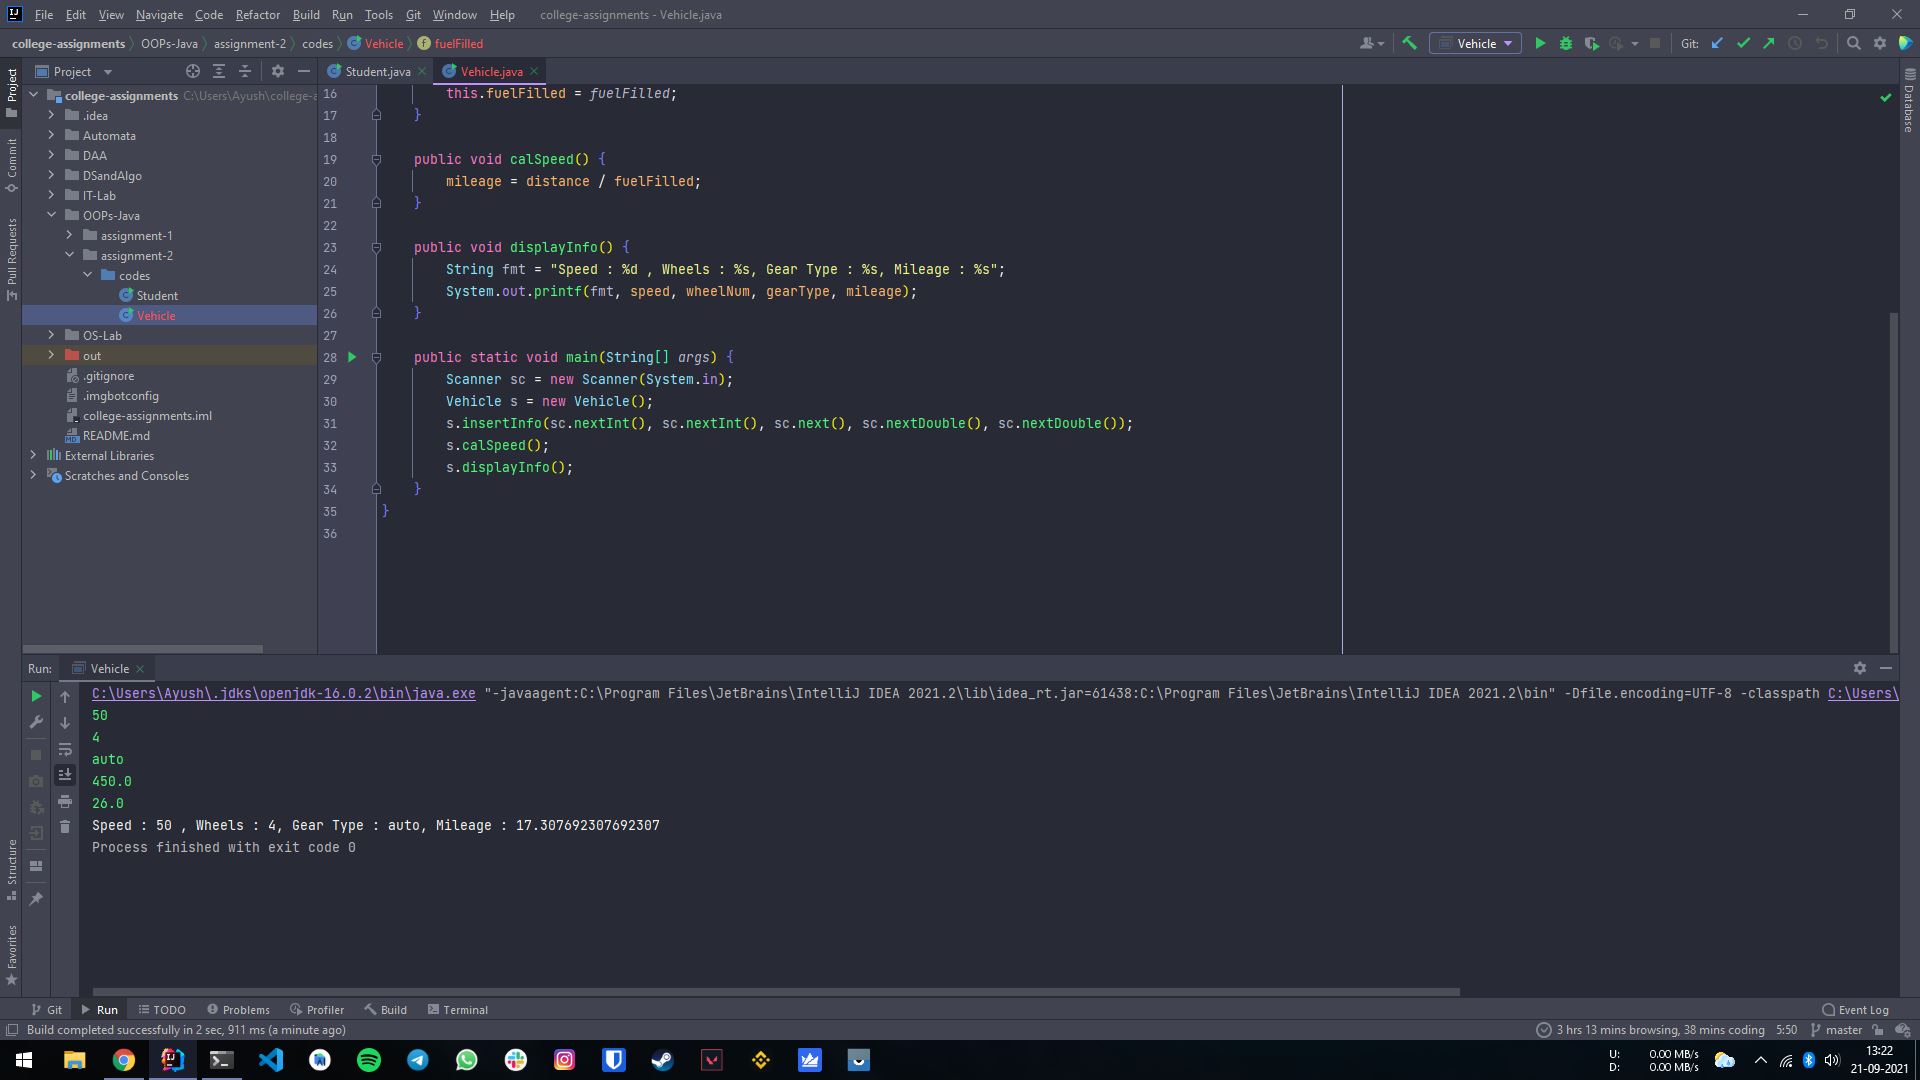 File Edit View Navigate Code Refactor Build Run Tools Git Window Help college-assignments - Vehicle.java
college-assignments OOPs-Java assignment-2 codes Vehicle fuelFilled
Vehicle
Git:
Project
Student.java
Vehicle.java
Project
Commit
Pull Requests
Structure
Favorites
Database
college-assignments C:\Users\Ayush\college-a
.idea
Automata
DAA
DSandAlgo
IT-Lab
OOPs-Java
assignment-1
assignment-2
codes
Student
Vehicle
OS-Lab
out
.gitignore
.imgbotconfig
college-assignments.iml
README.md
External Libraries
Scratches and Consoles
16 this.fuelFilled = fuelFilled;
17 }
18
19 public void calSpeed() {
20 mileage = distance / fuelFilled;
21 }
22
23 public void displayInfo() {
24 String fmt = "Speed : %d , Wheels : %s, Gear Type : %s, Mileage : %s";
25 System.out.printf(fmt, speed, wheelNum, gearType, mileage);
26 }
27
28 public static void main(String[] args) {
29 Scanner sc = new Scanner(System.in);
30 Vehicle s = new Vehicle();
31 s.insertInfo(sc.nextInt(), sc.nextInt(), sc.next(), sc.nextDouble(), sc.nextDouble());
32 s.calSpeed();
33 s.displayInfo();
34 }
35 }
36
Run: Vehicle
C:\Users\Ayush\.jdks\openjdk-16.0.2\bin\java.exe "-javaagent:C:\Program Files\JetBrains\IntelliJ IDEA 2021.2\lib\idea_rt.jar=61438:C:\Program Files\JetBrains\IntelliJ IDEA 2021.2\bin" -Dfile.encoding=UTF-8 -classpath C:\Users\
50
4
auto
450.0
26.0
Speed : 50 , Wheels : 4, Gear Type : auto, Mileage : 17.307692307692307
Process finished with exit code 0
Git Run TODO Problems Profiler Build Terminal Event Log
Build completed successfully in 2 sec, 911 ms (a minute ago) 3 hrs 13 mins browsing, 38 mins coding 5:50 master
U: 0.00 MB/s
D: 0.00 MB/s
13:22
21-09-2021